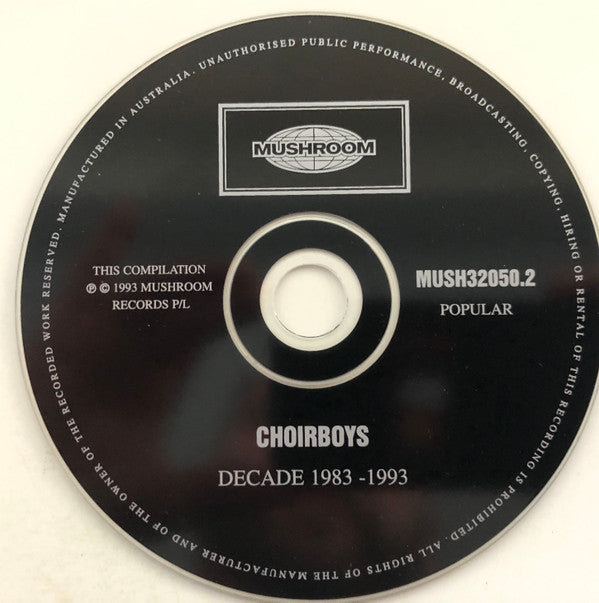 MUSHROOM
THIS COMPILATION
℗ © 1993 MUSHROOM
RECORDS P/L
MUSH32050.2
POPULAR
CHOIRBOYS
DECADE 1983 -1993
ALL RIGHTS OF THE MANUFACTURER AND OF THE OWNER OF THE RECORDED WORK RESERVED. MANUFACTURED IN AUSTRALIA. UNAUTHORISED PUBLIC PERFORMANCE, BROADCASTING, COPYING, HIRING OR RENTAL OF THIS RECORDING IS PROHIBITED.